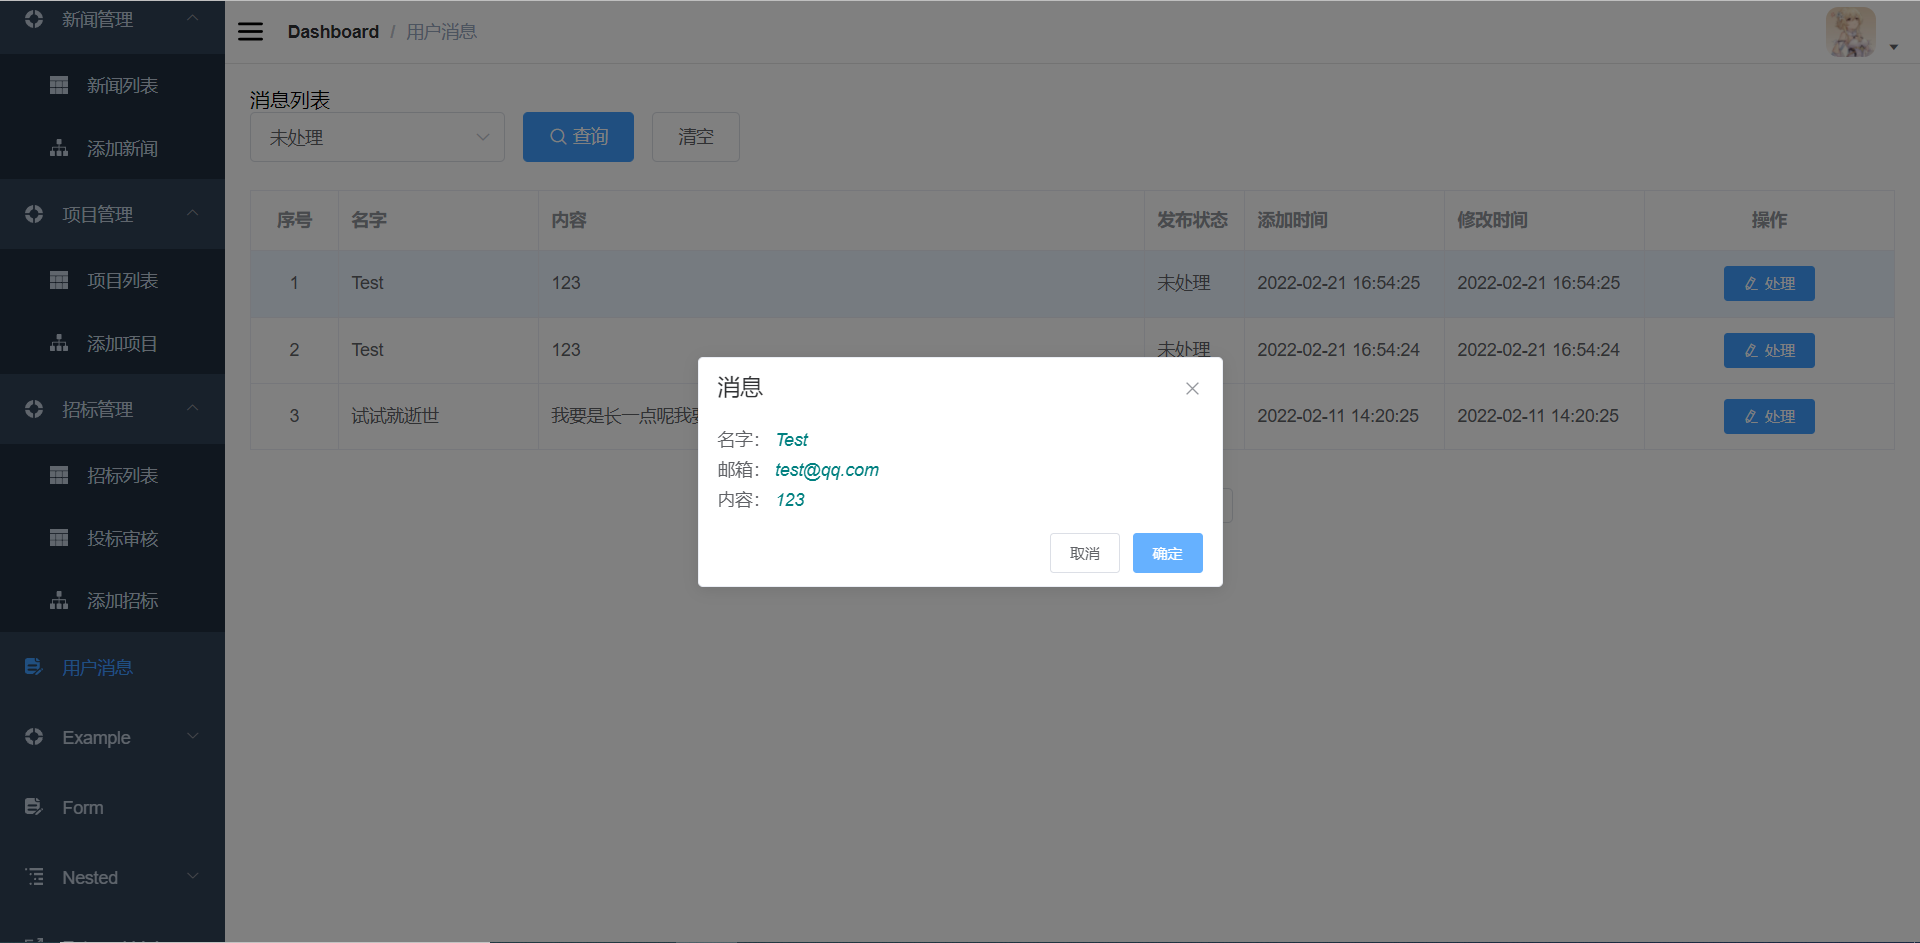 新闻管理
新闻列表
添加新闻
项目管理
项目列表
添加项目
招标管理
招标列表
投标审核
添加招标
用户消息
Example
Form
Nested
Dashboard / 用户消息
消息列表
未处理
查询
清空
序号 名字 内容 发布状态 添加时间 修改时间 操作
1 Test 123 未处理 2022-02-21 16:54:25 2022-02-21 16:54:25 处理
2 Test 123 未处理 2022-02-21 16:54:24 2022-02-21 16:54:24 处理
3 试试就逝世 我要是长一点呢我要 2022-02-11 14:20:25 2022-02-11 14:20:25 处理
消息
名字： Test
邮箱： test@qq.com
内容： 123
取消
确定